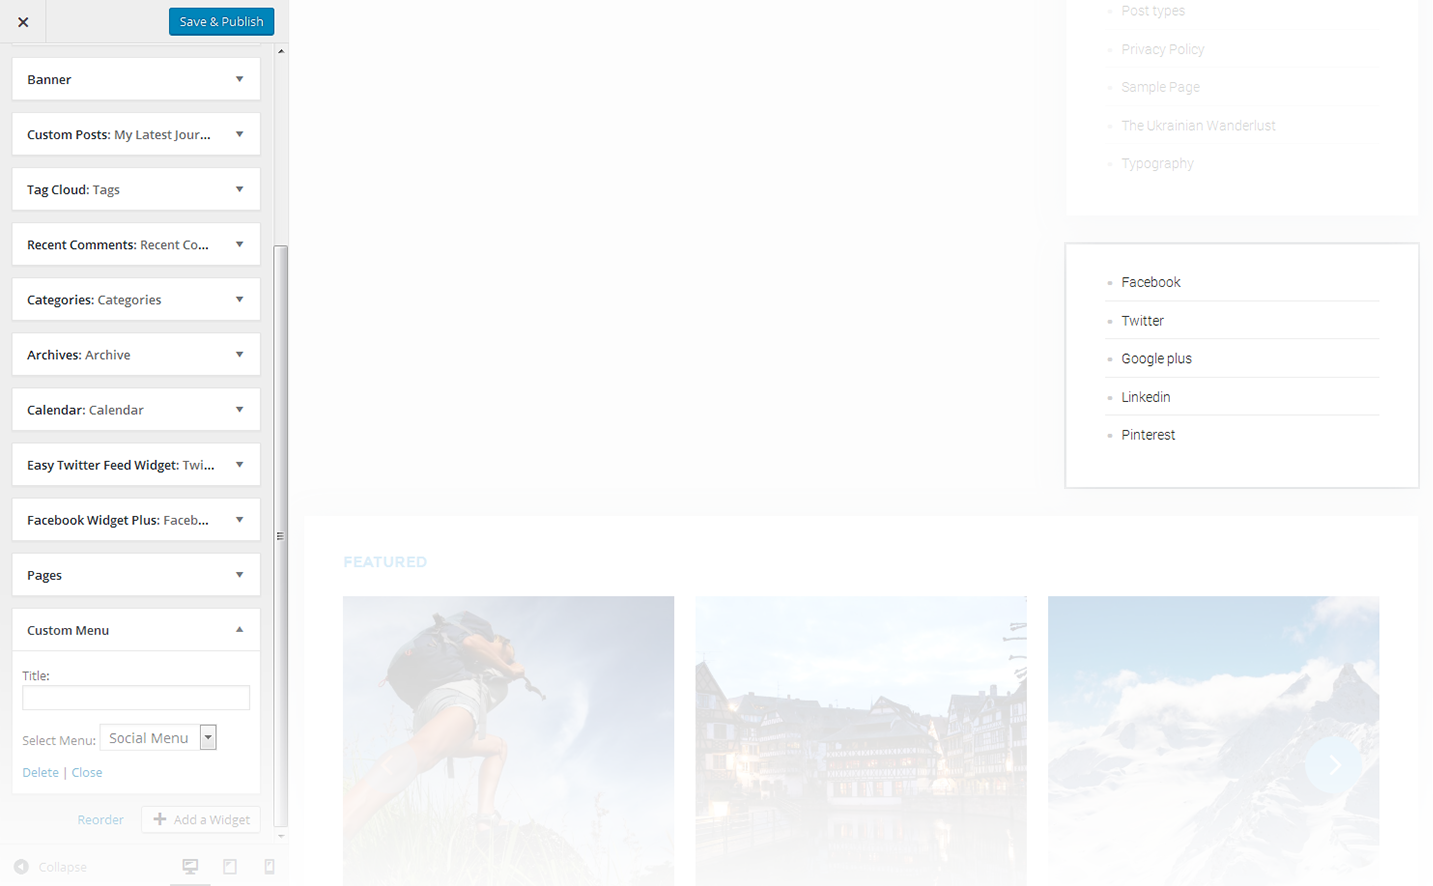 Save & Publish
Banner
Custom Posts: My Latest Jour...
Tag Cloud: Tags
Recent Comments: Recent Co...
Categories: Categories
Archives: Archive
Calendar: Calendar
Easy Twitter Feed Widget: Twi...
Facebook Widget Plus: Faceb...
Pages
Custom Menu
Title:
Select Menu: Social Menu
Delete | Close
Reorder
Add a Widget
Collapse
Post types
Privacy Policy
Sample Page
The Ukrainian Wanderlust
Typography
Facebook
Twitter
Google plus
Linkedin
Pinterest
FEATURED